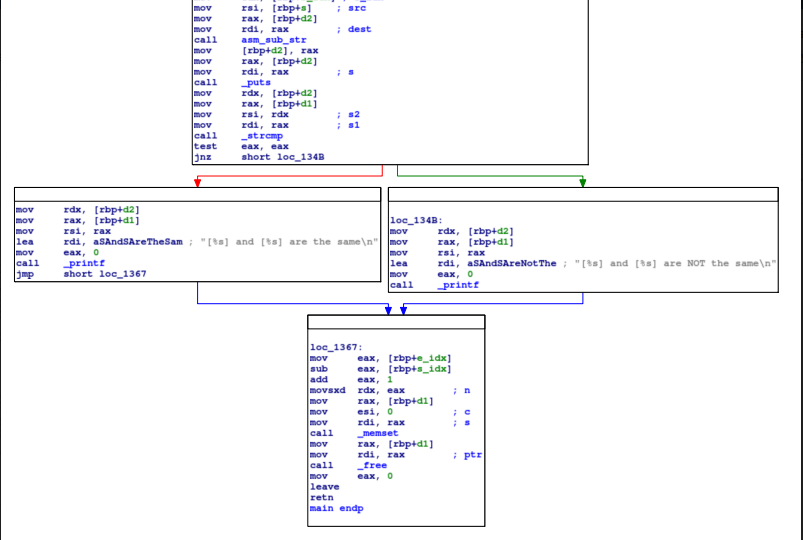 mov rsi, [rbp+s] ; src
mov rax, [rbp+d2]
mov rdi, rax ; dest
call asm_sub_str
mov [rbp+d2], rax
mov rax, [rbp+d2]
mov rdi, rax ; s
call _puts
mov rdx, [rbp+d2]
mov rax, [rbp+d1]
mov rsi, rdx ; s2
mov rdi, rax ; s1
call _strcmp
test eax, eax
jnz short loc_134B
mov rdx, [rbp+d2]
mov rax, [rbp+d1]
mov rsi, rax
lea rdi, aSAndSAreTheSam ; "[%s] and [%s] are the same\n"
mov eax, 0
call _printf
jmp short loc_1367
loc_134B:
mov rdx, [rbp+d2]
mov rax, [rbp+d1]
mov rsi, rax
lea rdi, aSAndSAreNotThe ; "[%s] and [%s] are NOT the same\n"
mov eax, 0
call _printf
loc_1367:
mov eax, [rbp+e_idx]
sub eax, [rbp+s_idx]
add eax, 1
movsxd rdx, eax ; n
mov rax, [rbp+d1]
mov esi, 0 ; c
mov rdi, rax ; s
call _memset
mov rax, [rbp+d1]
mov rdi, rax ; ptr
call _free
mov eax, 0
leave
retn
main endp